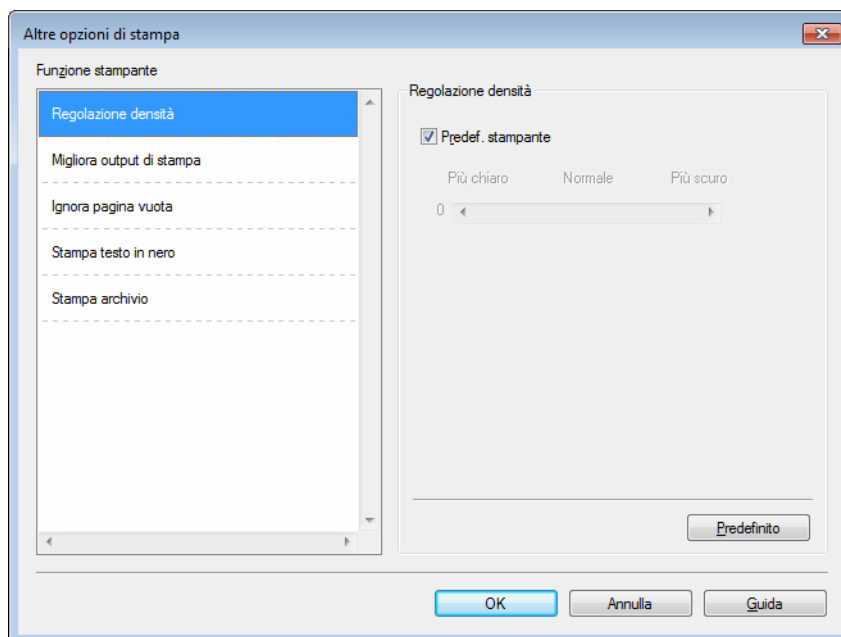 Altre opzioni di stampa
Funzione stampante
Regolazione densità
Migliora output di stampa
Ignora pagina vuota
Stampa testo in nero
Stampa archivio
Regolazione densità
Predef. stampante
Più chiaro Normale Più scuro
0
Predefinito
OK Annulla Guida